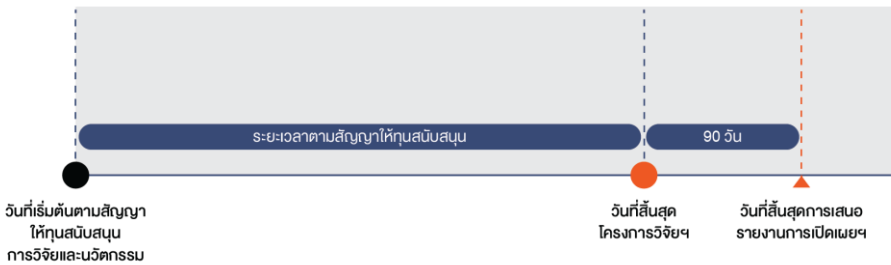 ระยะเวลาตามสัญญาให้ทุนสนับสนุน
90 วัน
วันที่เริ่มต้นตามสัญญา
ให้ทุนสนับสนุน
การวิจัยและนวัตกรรม
วันที่สิ้นสุด
โครงการวิจัยฯ
วันที่สิ้นสุดการเสนอ
รายงานการเปิดเผยฯ